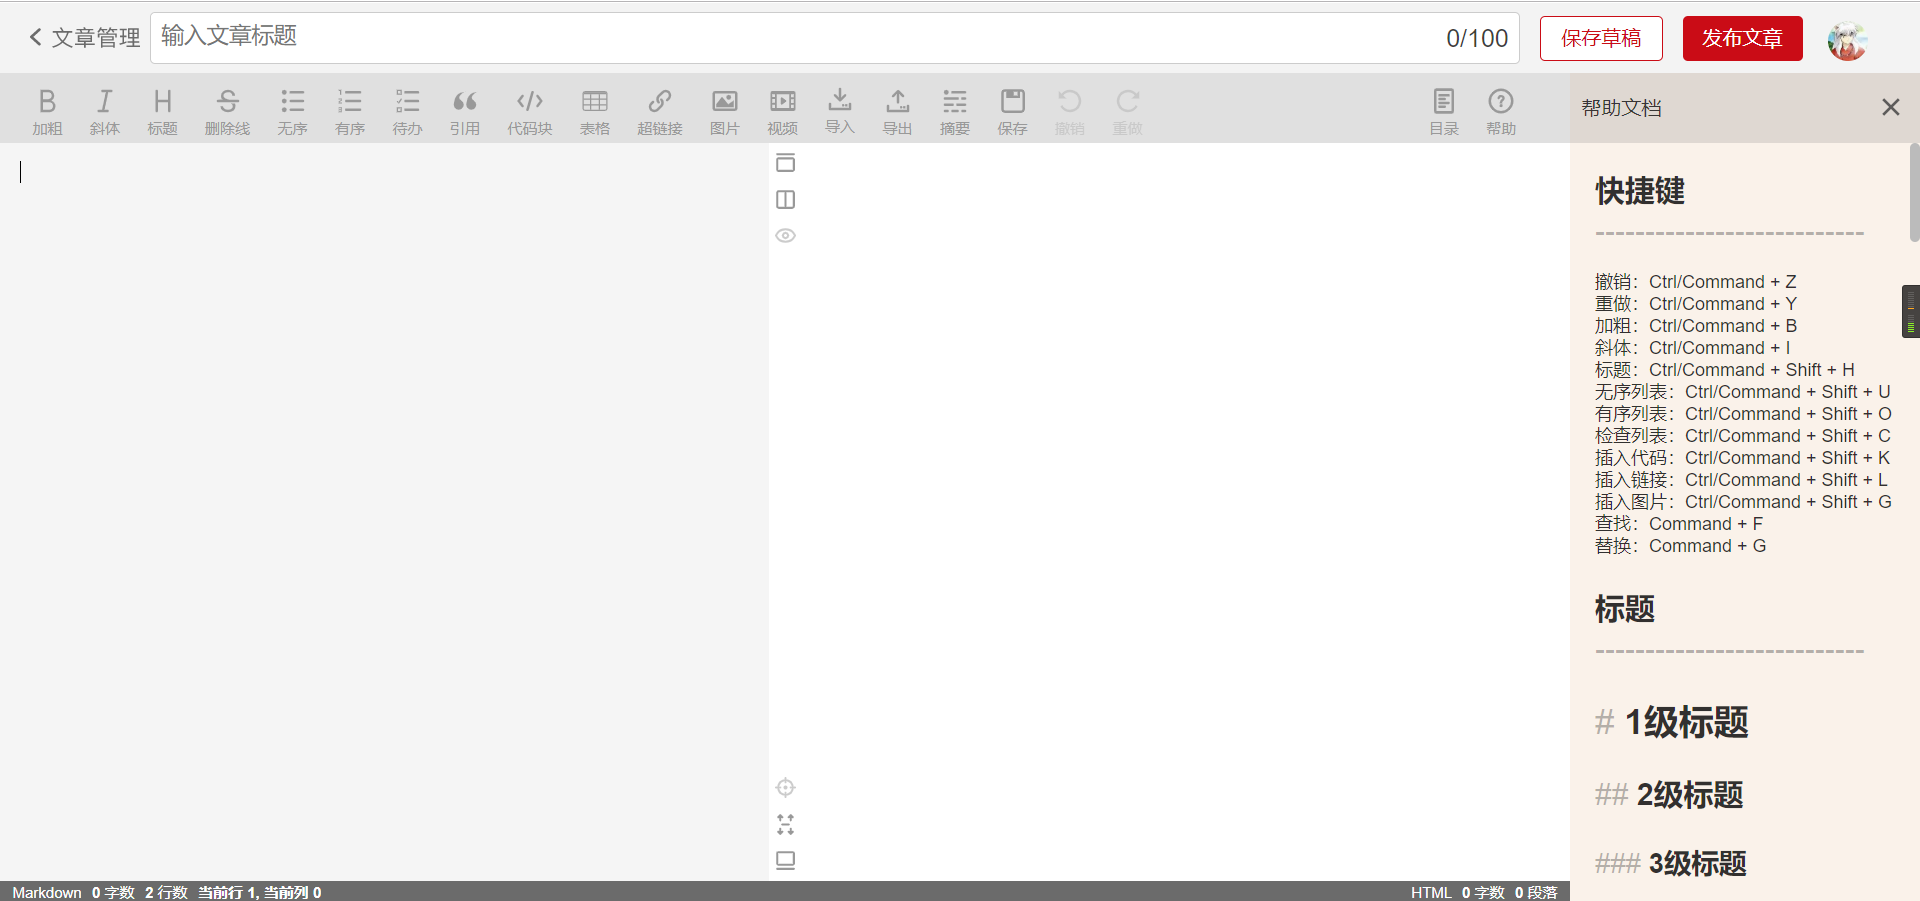 文章管理 输入文章标题 0/100 保存草稿 发布文章
加粗 斜体 标题 删除线 无序 有序 待办 引用 代码块 表格 超链接 图片 视频 导入 导出 摘要 保存 撤销 重做 目录 帮助
帮助文档
快捷键
---------------------------
撤销：Ctrl/Command + Z
重做：Ctrl/Command + Y
加粗：Ctrl/Command + B
斜体：Ctrl/Command + I
标题：Ctrl/Command + Shift + H
无序列表：Ctrl/Command + Shift + U
有序列表：Ctrl/Command + Shift + O
检查列表：Ctrl/Command + Shift + C
插入代码：Ctrl/Command + Shift + K
插入链接：Ctrl/Command + Shift + L
插入图片：Ctrl/Command + Shift + G
查找：Command + F
替换：Command + G
标题
---------------------------
# 1级标题
## 2级标题
### 3级标题
Markdown 0 字数 2 行数 当前行 1, 当前列 0 HTML 0 字数 0 段落